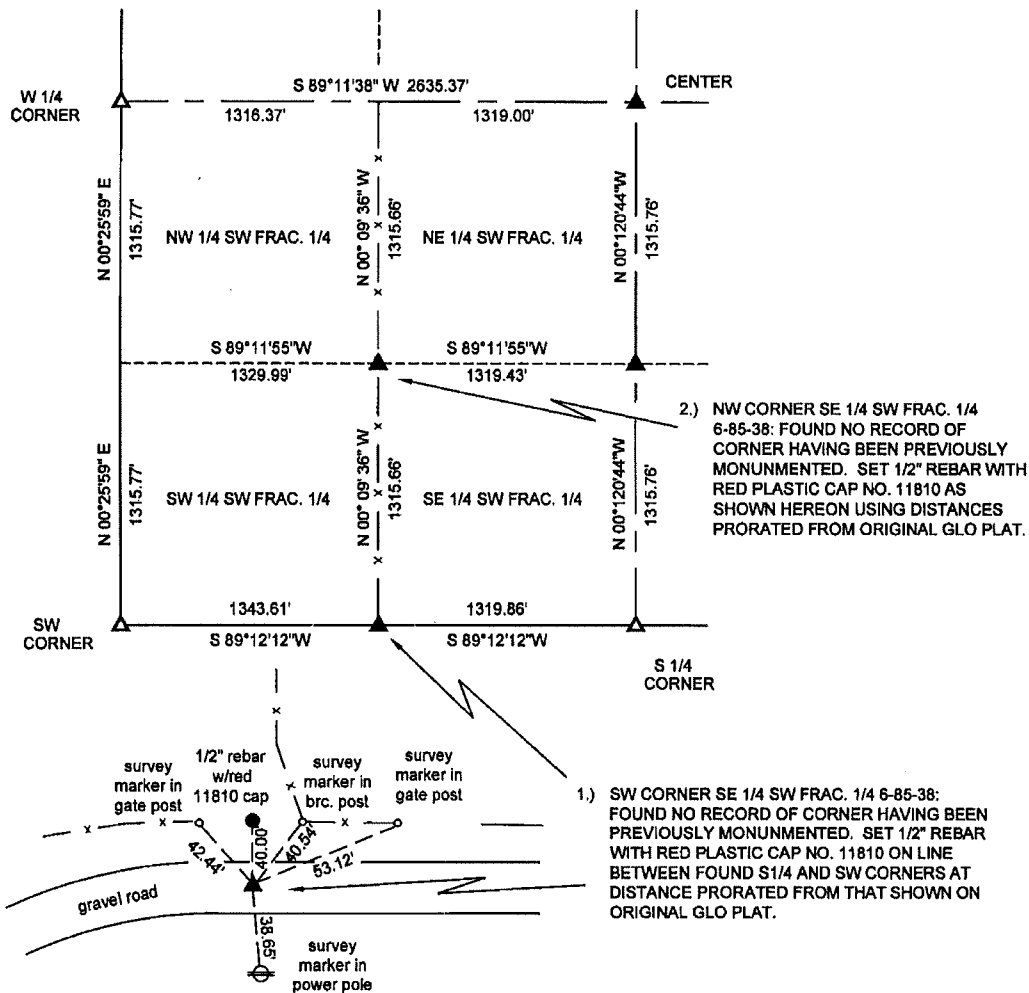 S 89°11'38" W 2635.37'
CENTER
W 1/4
CORNER
1316.37'
1319.00'
N 00°25'59" E
1315.77'
NW 1/4 SW FRAC. 1/4
N 00° 09' 36" W
1315.66'
NE 1/4 SW FRAC. 1/4
N 00°120'44"W
1315.76'
S 89°11'55"W
S 89°11'55"W
1329.99'
1319.43'
2.) NW CORNER SE 1/4 SW FRAC. 1/4
6-85-38: FOUND NO RECORD OF
CORNER HAVING BEEN PREVIOUSLY
MONUNMENTED. SET 1/2" REBAR WITH
RED PLASTIC CAP NO. 11810 AS
SHOWN HEREON USING DISTANCES
PRORATED FROM ORIGINAL GLO PLAT.
N 00°25'59" E
1315.77'
SW 1/4 SW FRAC. 1/4
N 00° 09' 36" W
1315.66'
SE 1/4 SW FRAC. 1/4
N 00°120'44"W
1315.76'
1343.61'
1319.86'
SW
CORNER
S 89°12'12"W
S 89°12'12"W
S 1/4
CORNER
survey
marker in
gate post
1/2" rebar
w/red
11810 cap
survey
marker in
brc. post
survey
marker in
gate post
42.44'
40.00'
40.54'
53.12'
gravel road
38.65'
survey
marker in
power pole
1.) SW CORNER SE 1/4 SW FRAC. 1/4 6-85-38:
FOUND NO RECORD OF CORNER HAVING BEEN
PREVIOUSLY MONUNMENTED. SET 1/2" REBAR
WITH RED PLASTIC CAP NO. 11810 ON LINE
BETWEEN FOUND S1/4 AND SW CORNERS AT
DISTANCE PRORATED FROM THAT SHOWN ON
ORIGINAL GLO PLAT.